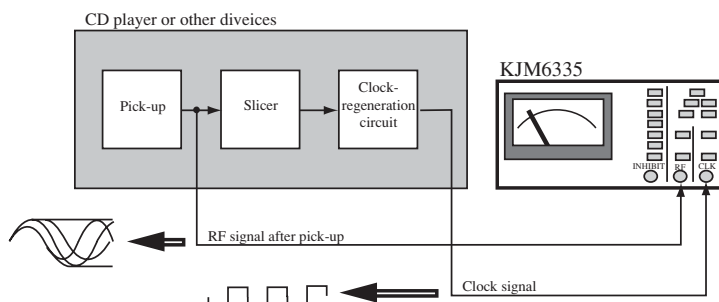 CD player or other diveices
KJM6335
Pick-up
Slicer
Clock-
regeneration
circuit
INHIBIT
RF
CLK
RF signal after pick-up
Clock signal